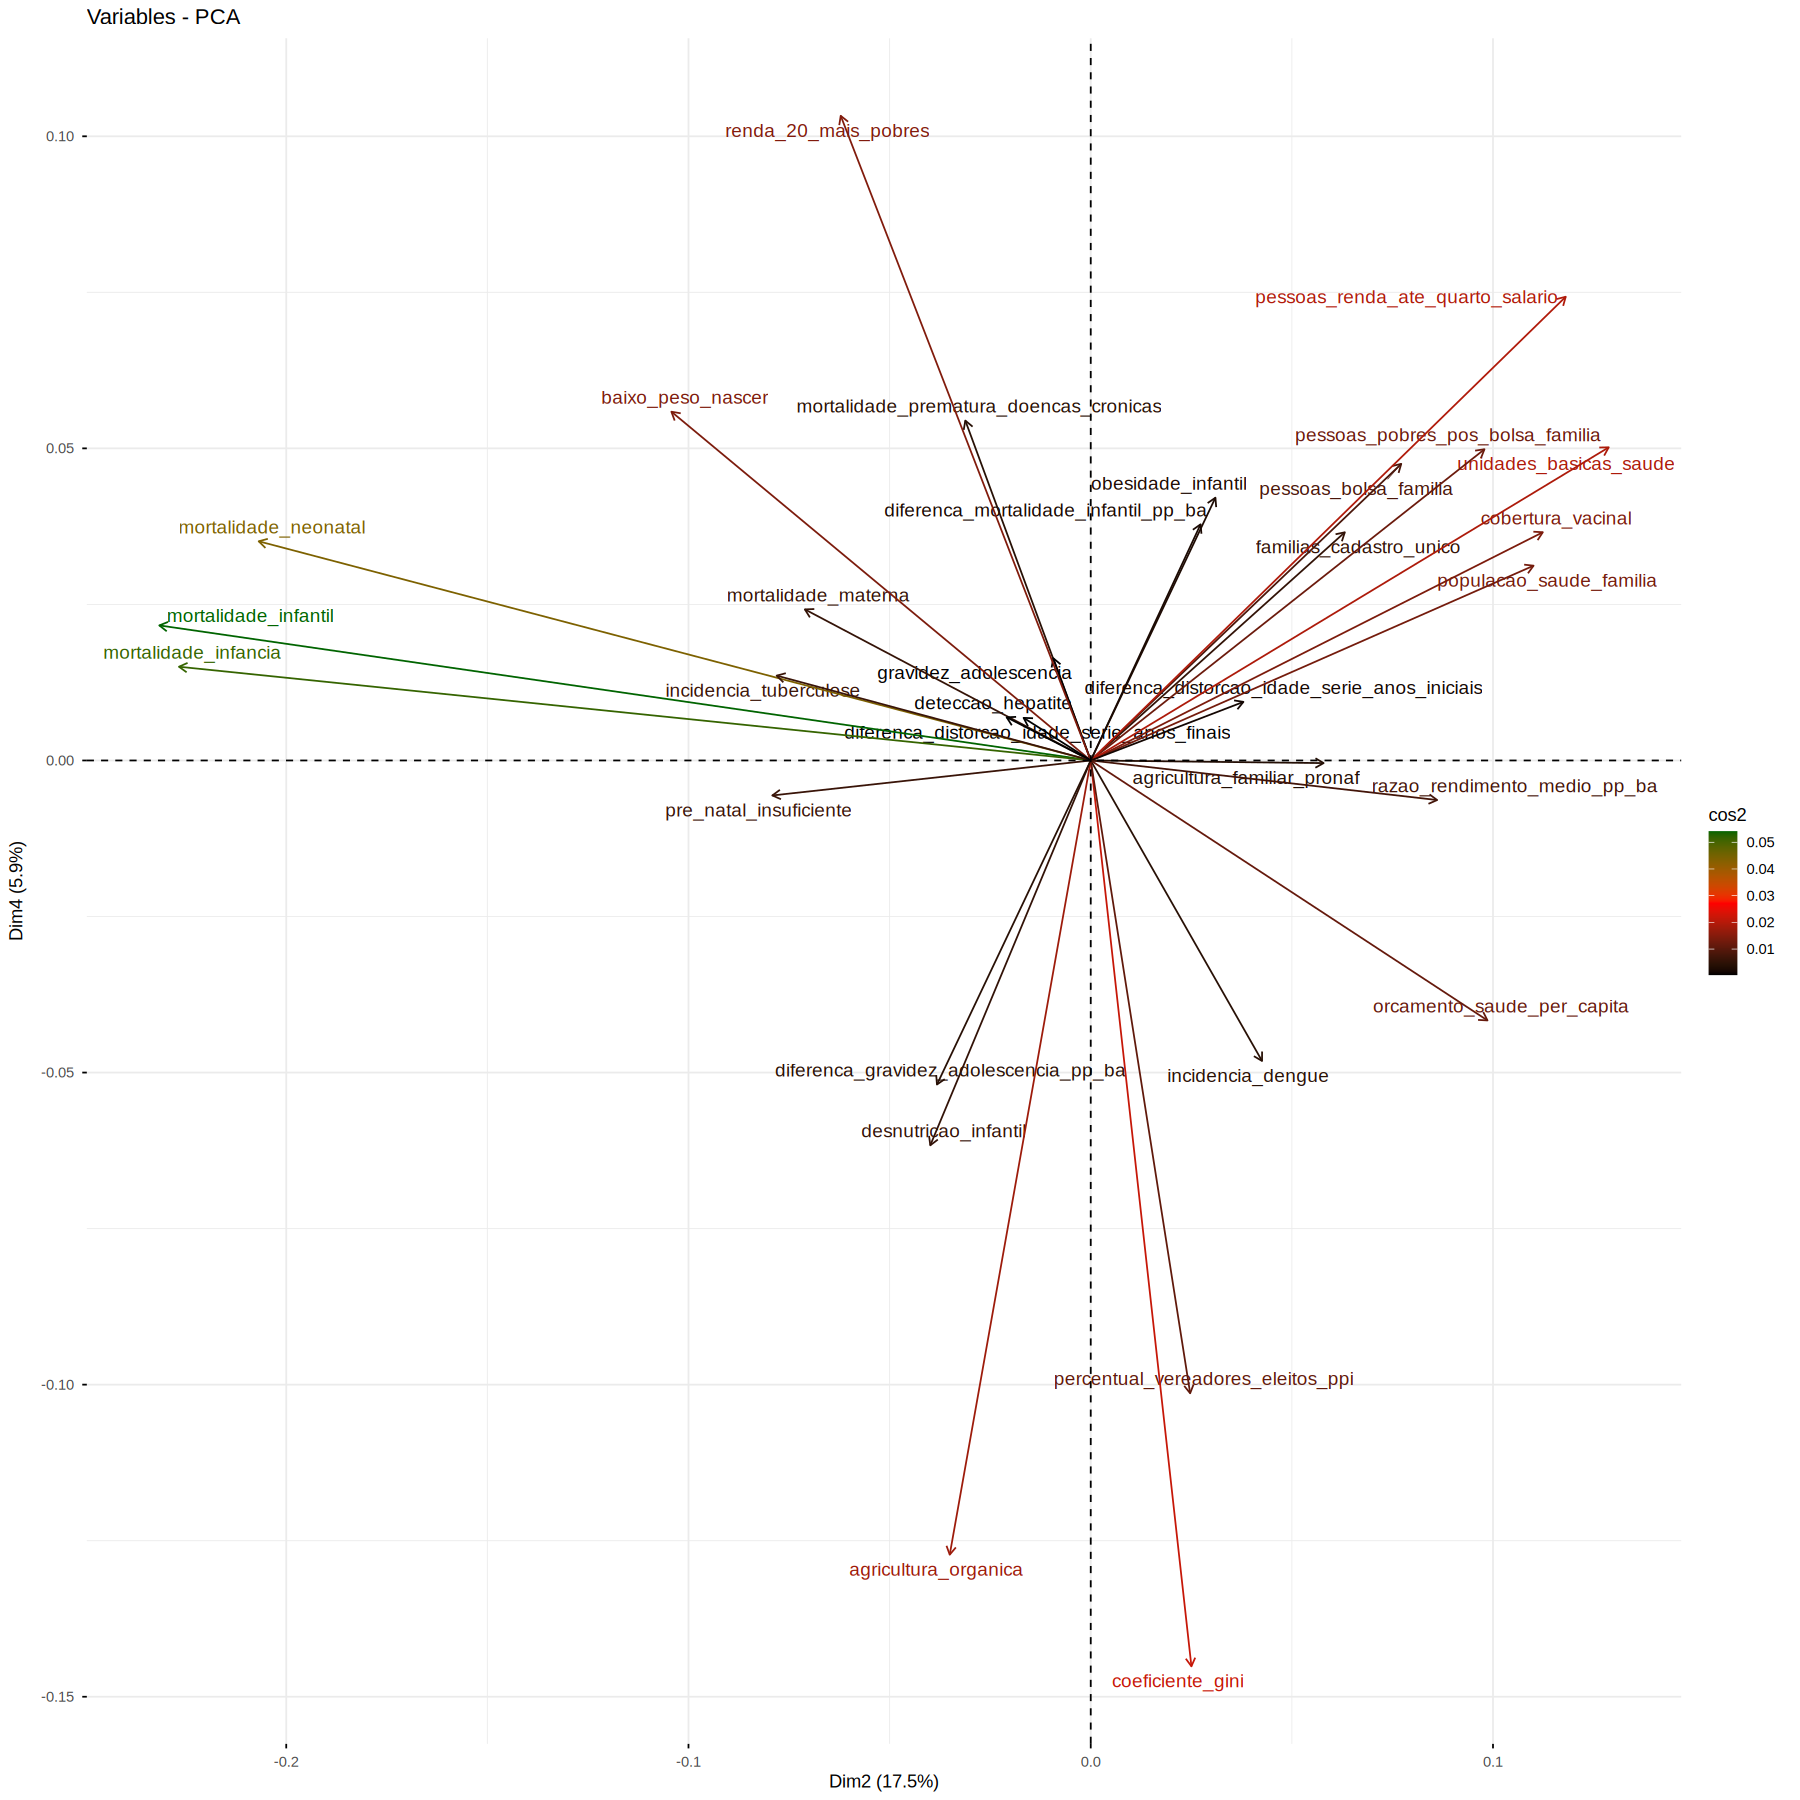 Variables - PCA
renda_20_mais_pobres
pessoas_renda_ate_quarto_salario
baixo_peso_nascer
mortalidade_prematura_doencas_cronicas
pessoas_pobres_pos_bolsa_familia
unidades_basicas_saude
obesidade_infantil
pessoas_bolsa_familia
diferenca_mortalidade_infantil_pp_ba
cobertura_vacinal
mortalidade_neonatal
familias_cadastro_unico
populacao_saude_familia
mortalidade_materna
mortalidade_infantil
mortalidade_infancia
gravidez_adolescencia
incidencia_tuberculose
diferenca_distorcao_idade_serie_anos_iniciais
deteccao_hepatite
diferenca_distorcao_idade_serie_anos_finais
agricultura_familiar_pronaf
razao_rendimento_medio_pp_ba
pre_natal_insuficiente
orcamento_saude_per_capita
diferenca_gravidez_adolescencia_pp_ba
incidencia_dengue
desnutricao_infantil
percentual_vereadores_eleitos_ppi
agricultura_organica
coeficiente_gini
0.10
0.05
0.00
-0.05
-0.10
-0.15
Dim4 (5.9%)
-0.2
-0.1
0.0
0.1
Dim2 (17.5%)
cos2
0.05
0.04
0.03
0.02
0.01